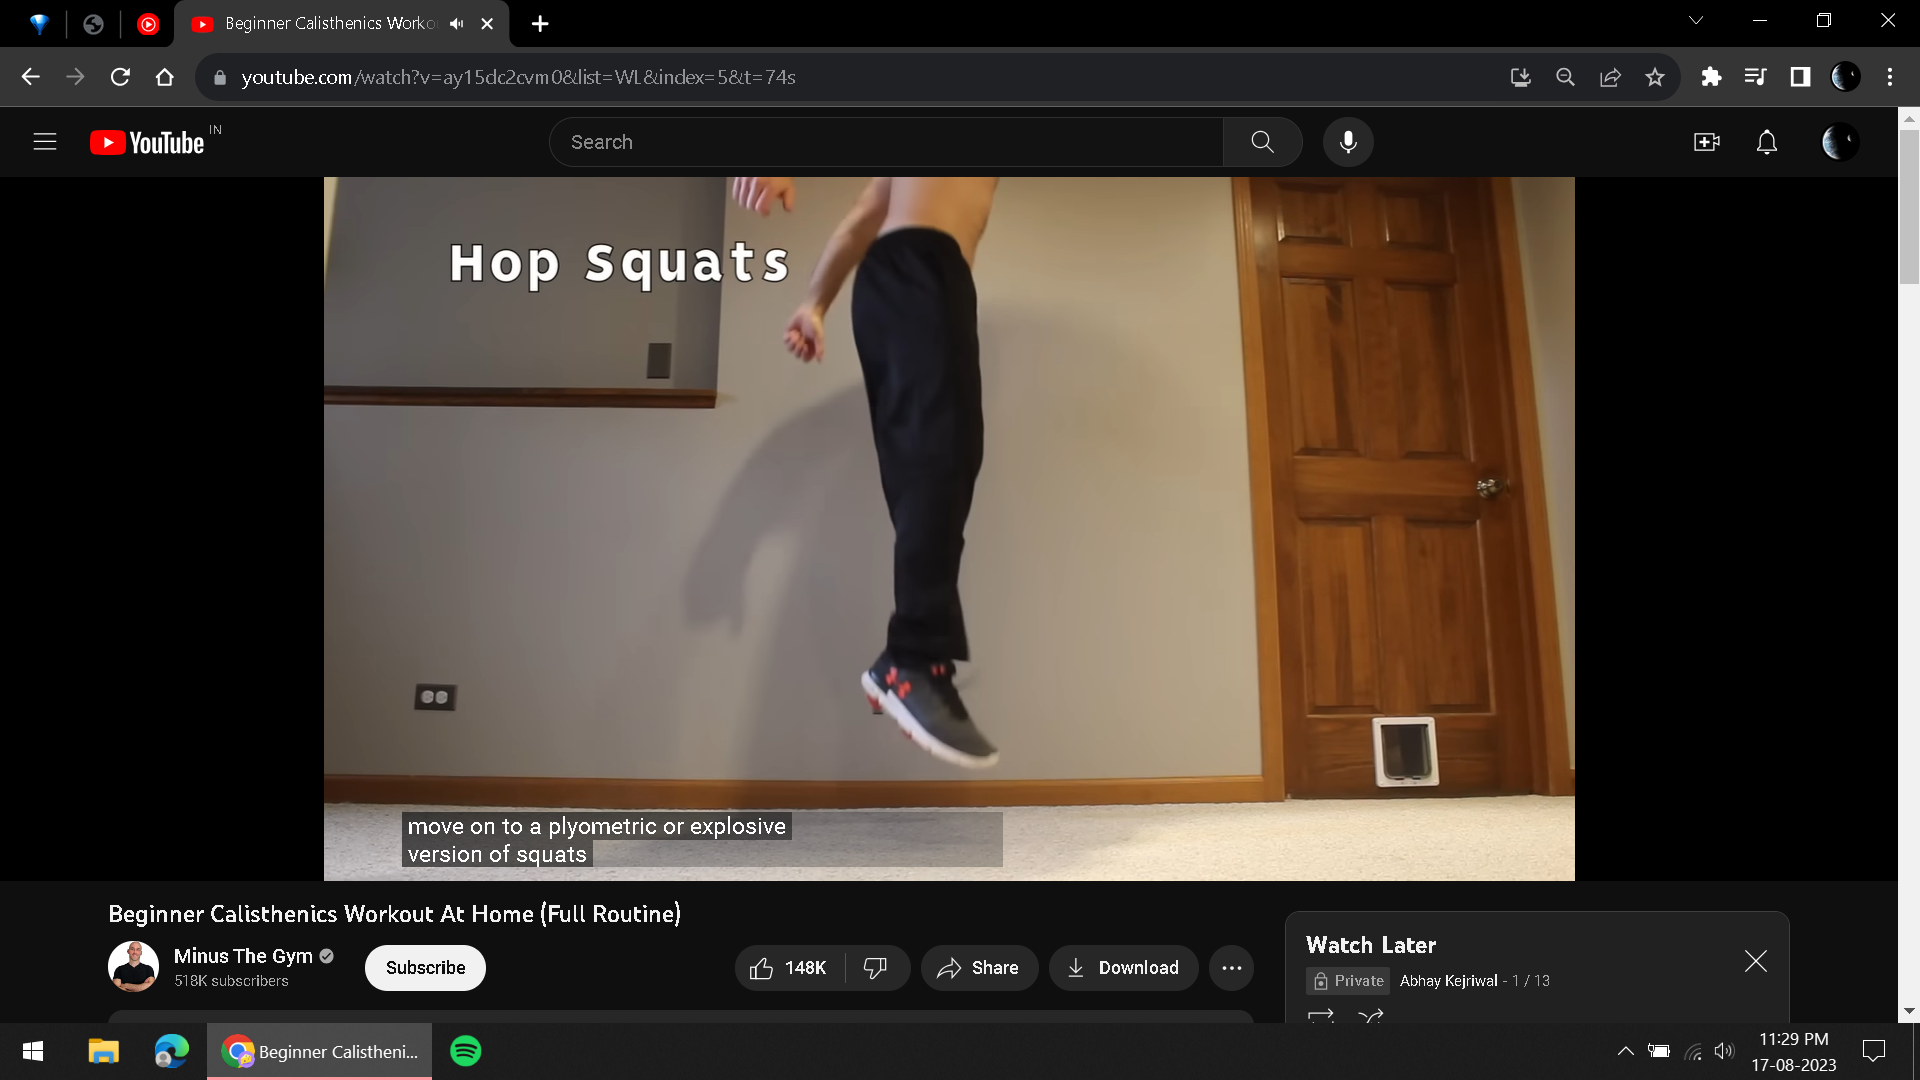 Beginner Calisthenics Worko
youtube.com/watch?v=ay15dc2cvm0&list=WL&index=5&t=74s
YouTube IN
Search
Hop Squats
move on to a plyometric or explosive
version of squats
Beginner Calisthenics Workout At Home (Full Routine)
Minus The Gym
518K subscribers
Subscribe
148K
Share
Download
Watch Later
Private Abhay Kejriwal - 1 / 13
Beginner Calistheni...
11:29 PM
17-08-2023